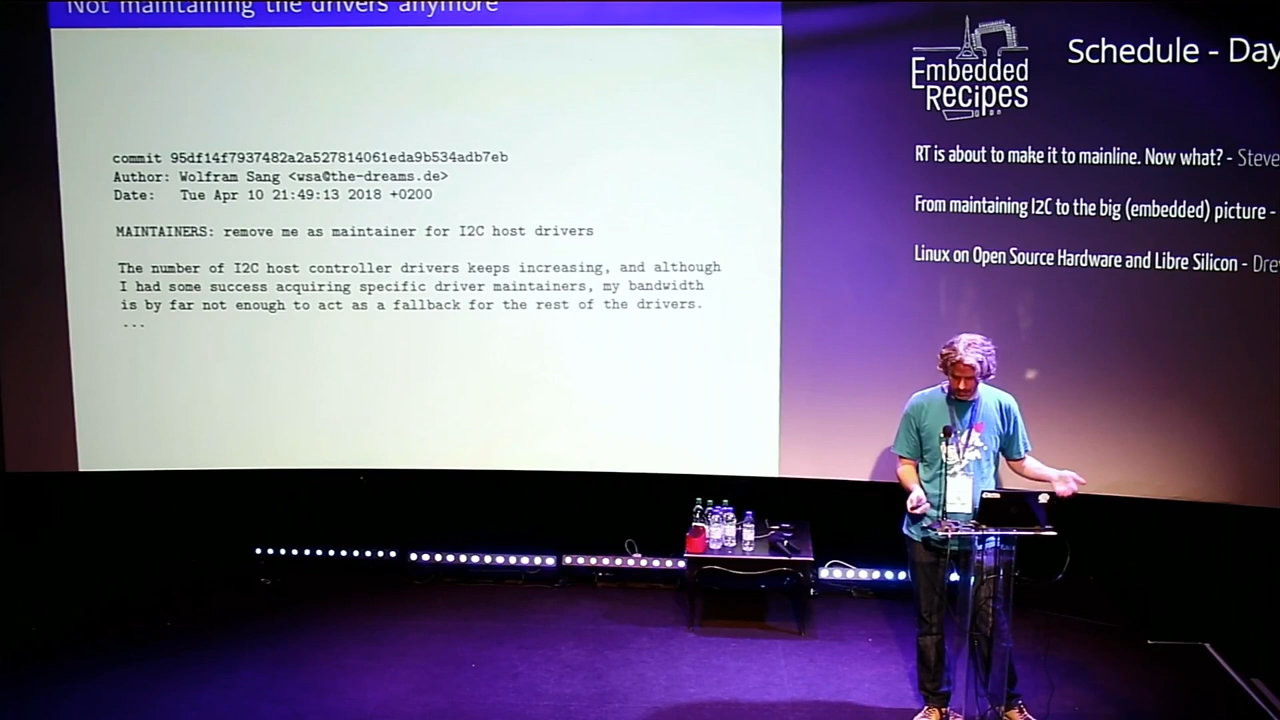 Not maintaining the drivers anymore
commit 95df14f7937482a2a527814061eda9b534adb7eb
Author: Wolfram Sang <wsa@the-dreams.de>
Date:   Tue Apr 10 21:49:13 2018 +0200
MAINTAINERS: remove me as maintainer for I2C host drivers
The number of I2C host controller drivers keeps increasing, and although
I had some success acquiring specific driver maintainers, my bandwidth
is by far not enough to act as a fallback for the rest of the drivers.
...
Embedded
Recipes
Schedule - Day
RT is about to make it to mainline. Now what? - Steve
From maintaining I2C to the big (embedded) picture -
Linux on Open Source Hardware and Libre Silicon - Dre